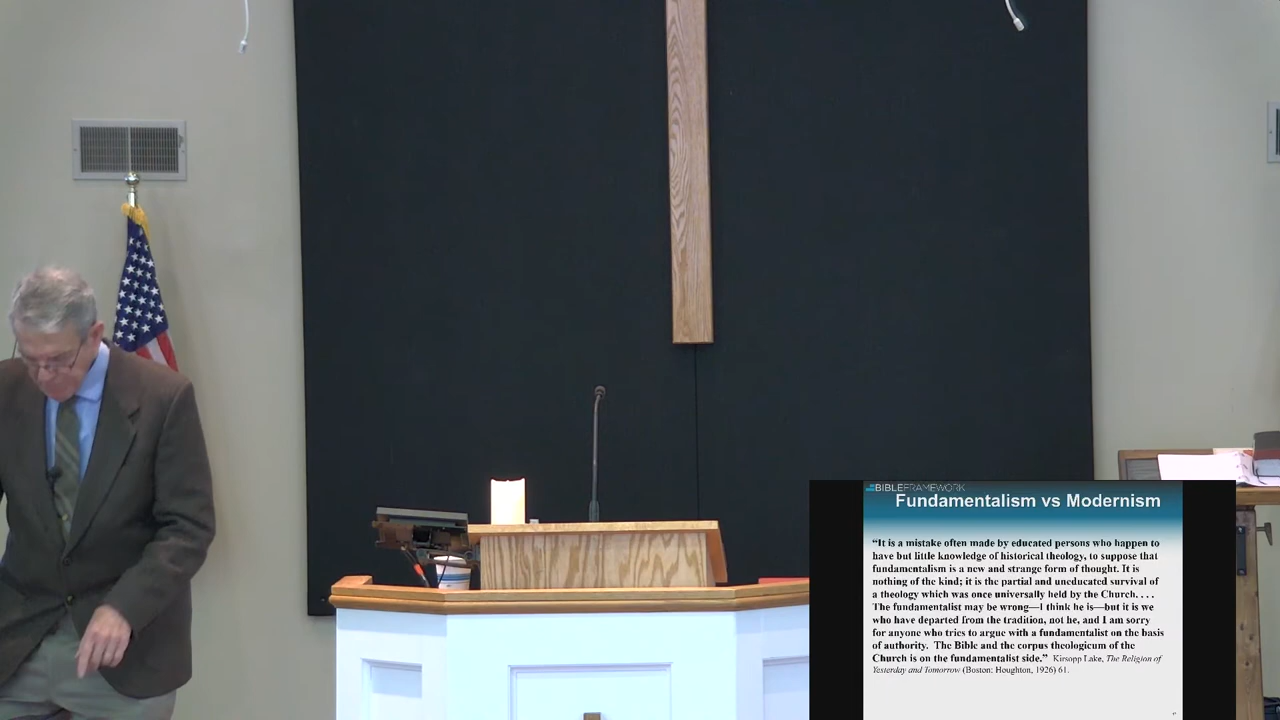 BIBLEFRAMEWORK
Fundamentalism vs Modernism
“It is a mistake often made by educated persons who happen to
have but little knowledge of historical theology, to suppose that
fundamentalism is a new and strange form of thought. It is
nothing of the kind; it is the partial and uneducated survival of
a theology which was once universally held by the Church. . . .
The fundamentalist may be wrong—I think he is—but it is we
who have departed from the tradition, not he, and I am sorry
for anyone who tries to argue with a fundamentalist on the basis
of authority. The Bible and the corpus theologicum of the
Church is on the fundamentalist side.” Kirsopp Lake, The Religion of
Yesterday and Tomorrow (Boston: Houghton, 1926) 61.